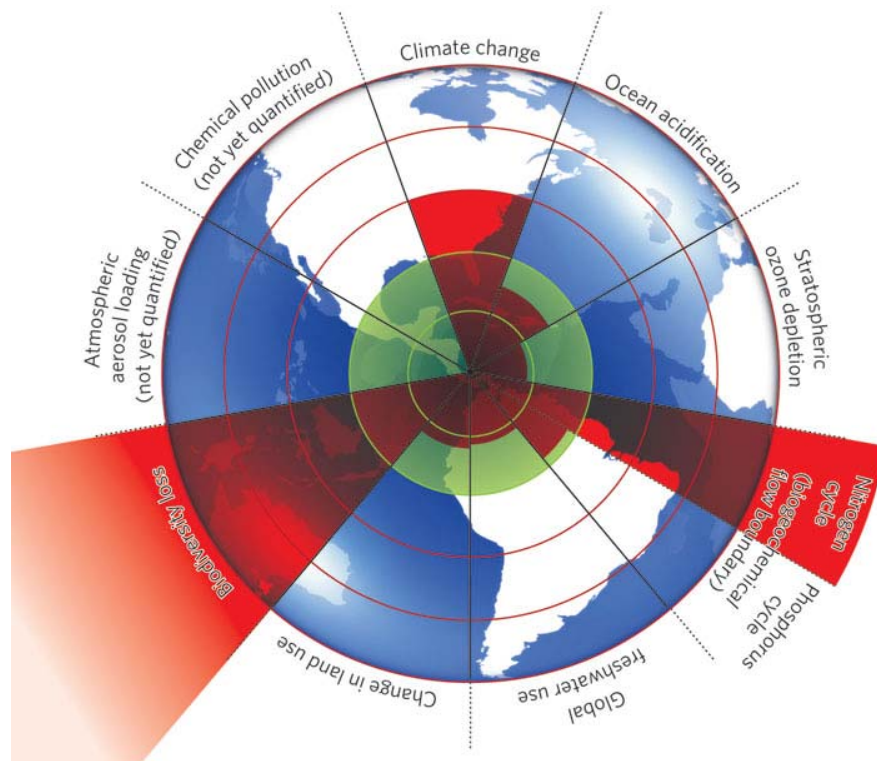 Climate change
Ocean acidification
Stratospheric
ozone depletion
Nitrogen
cycle
(biogeochemical
flow boundary)
Phosphorus
cycle
Global
freshwater use
Change in land use
Biodiversity loss
Atmospheric
aerosol loading
(not yet quantified)
Chemical pollution
(not yet quantified)